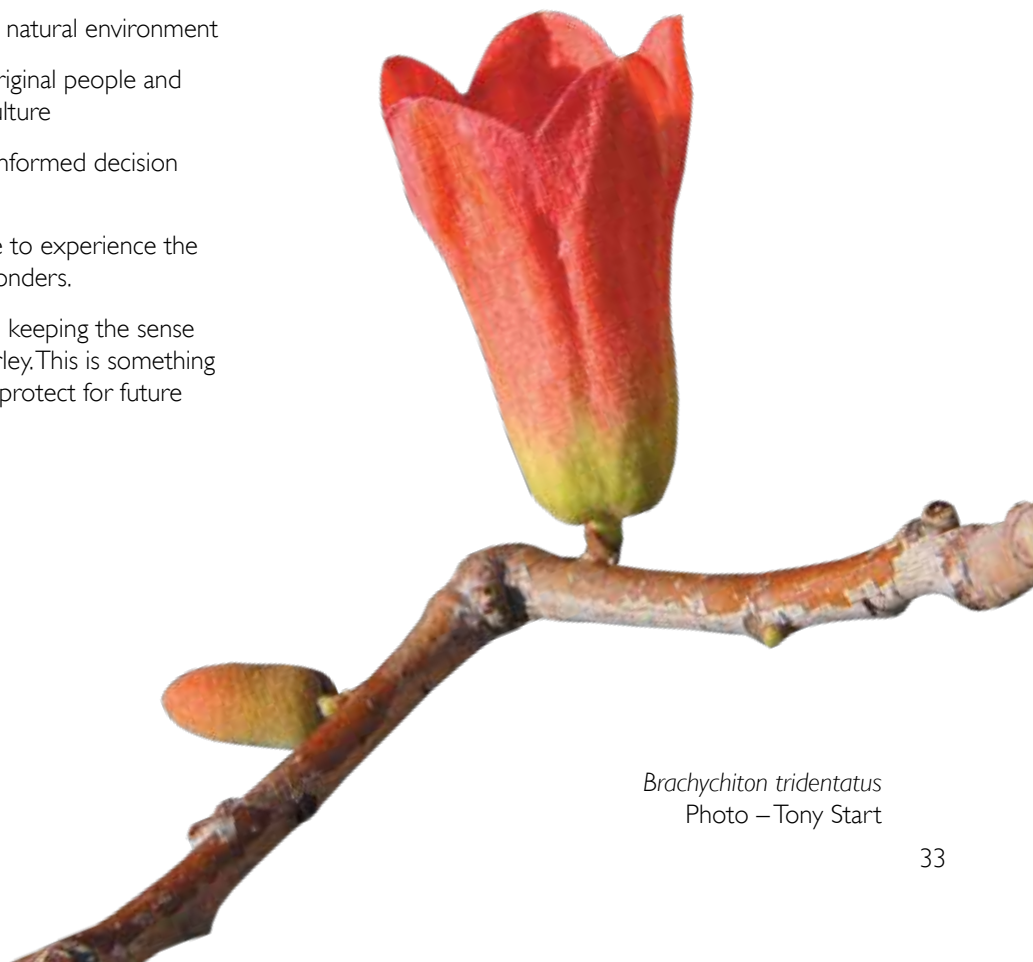 natural environment
riginal people and
ulture
nformed decision
e to experience the
onders.
keeping the sense
rley. This is something
protect for future
Brachychiton tridentatus
Photo – Tony Start
33